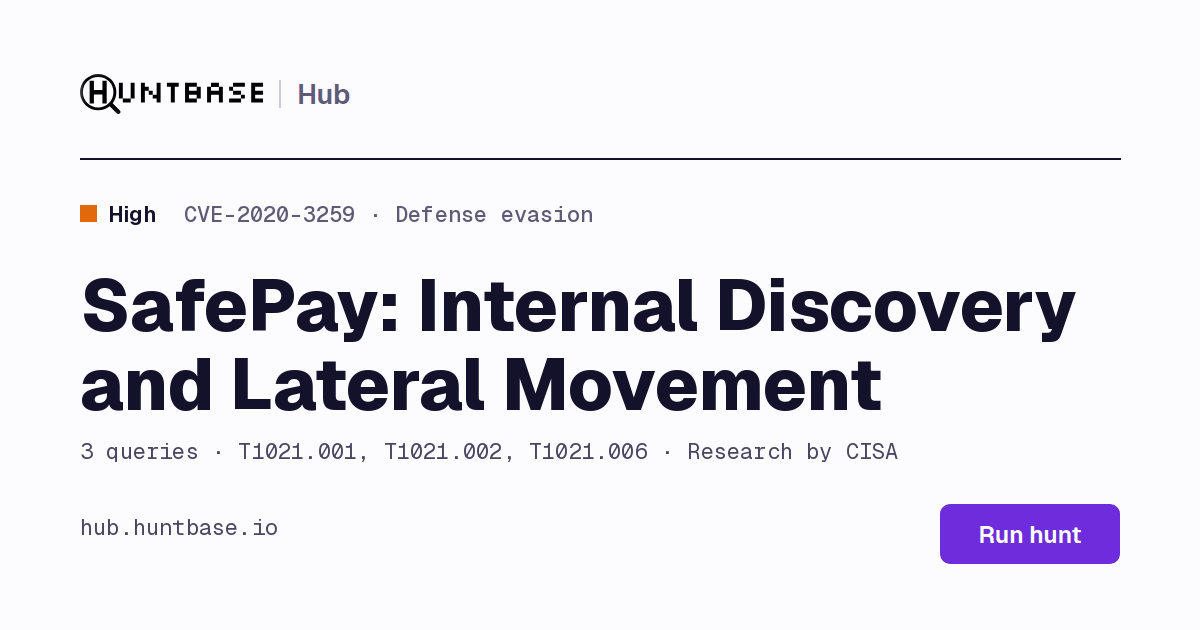 HUNTBASE | Hub
High CVE-2020-3259 · Defense evasion
SafePay: Internal Discovery
and Lateral Movement
3 queries · T1021.001, T1021.002, T1021.006 · Research by CISA
hub.huntbase.io
Run hunt